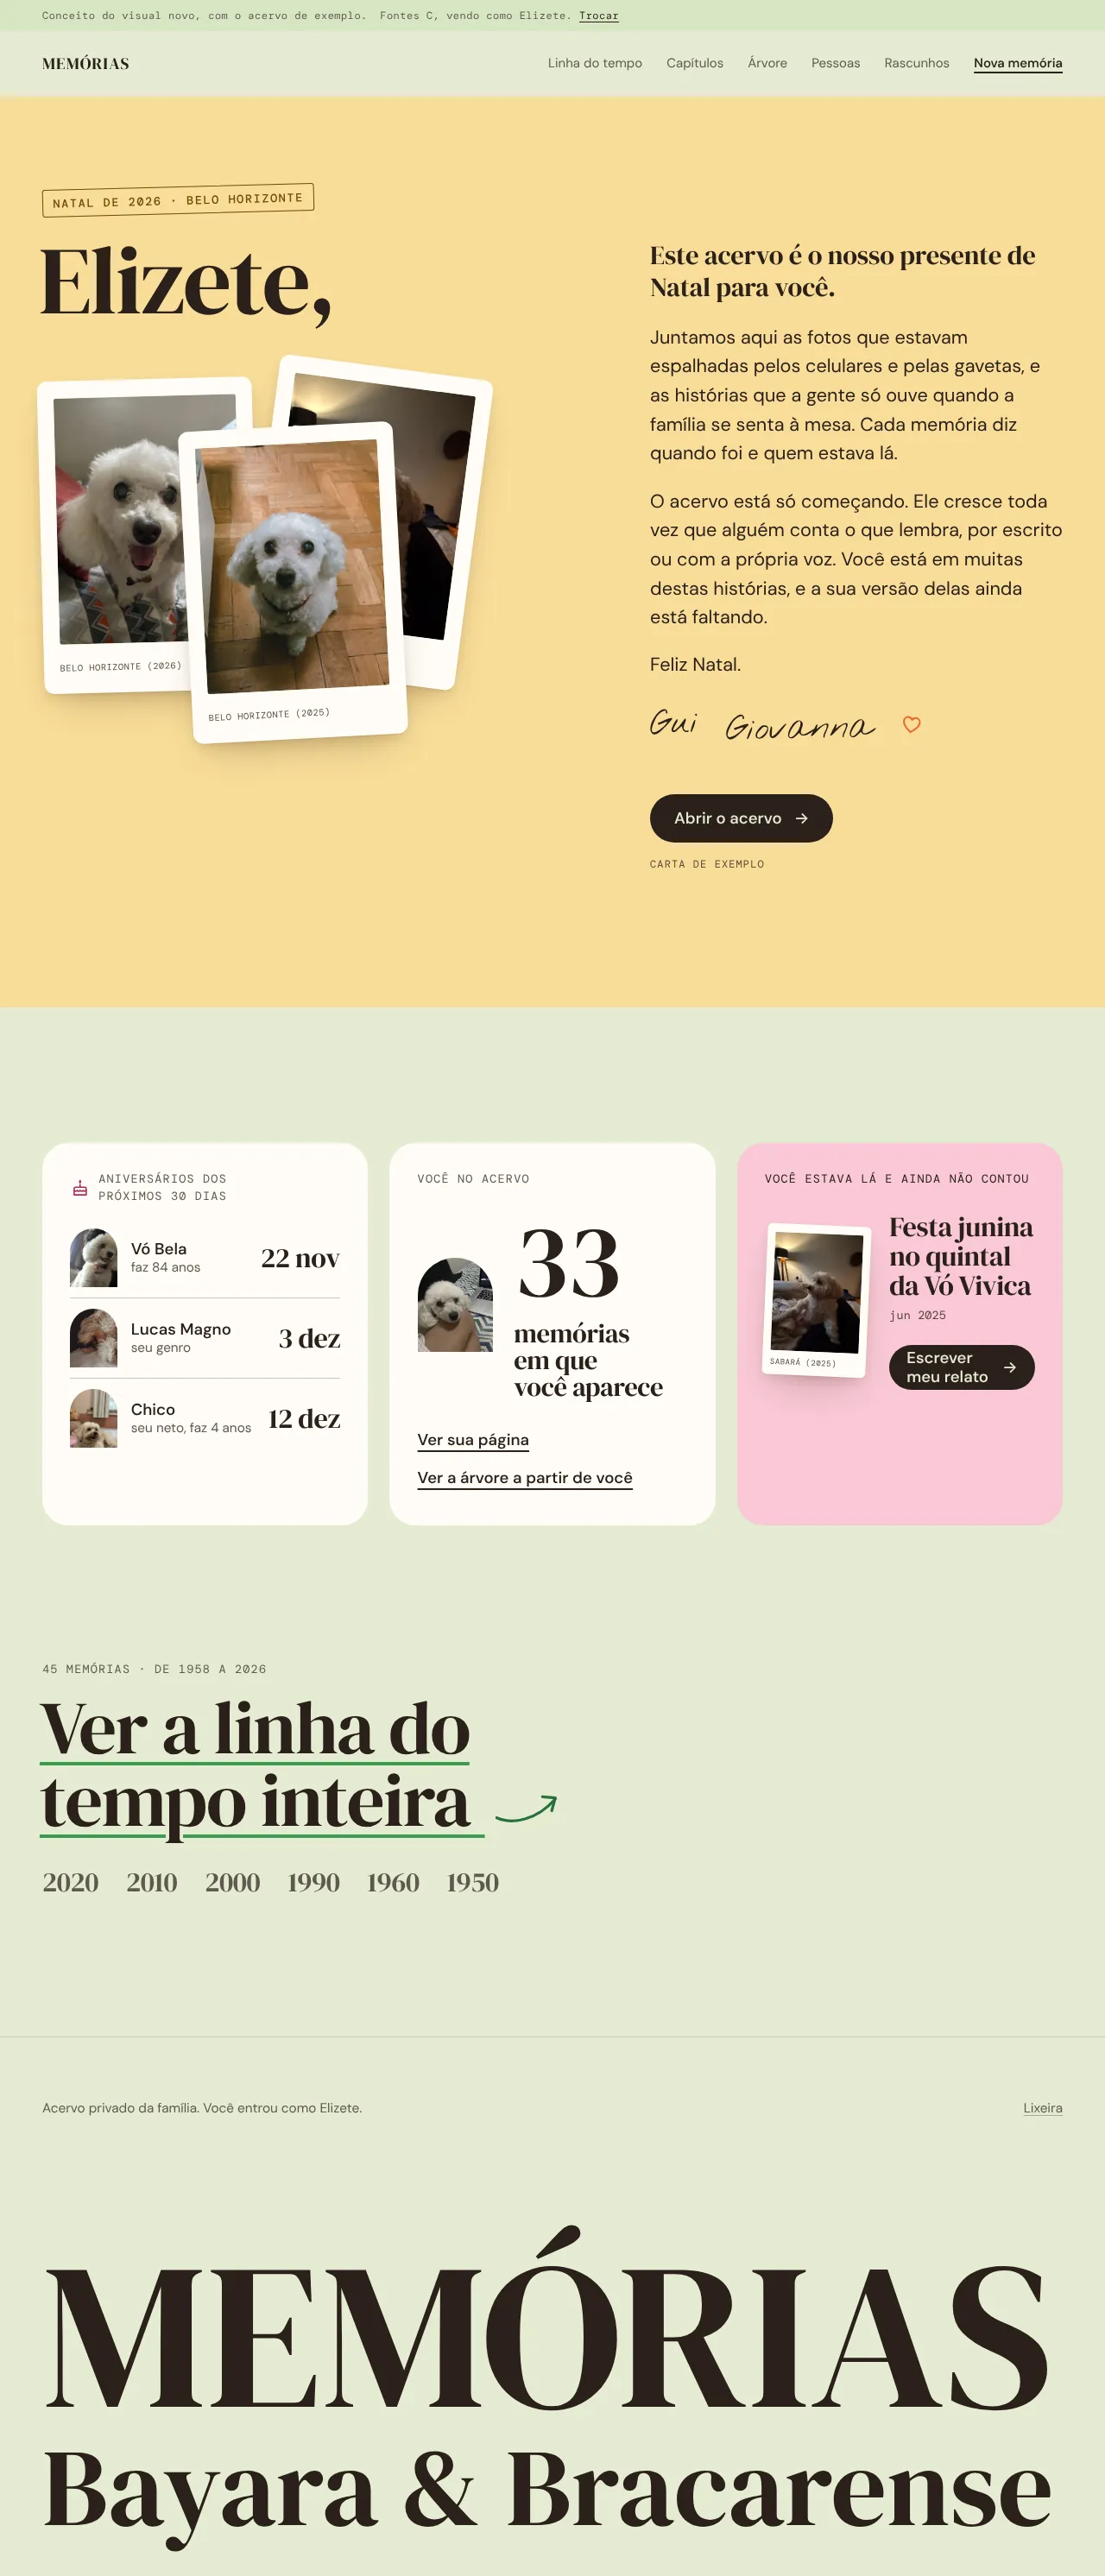 Conceito do visual novo, com o acervo de exemplo. Fontes C, vendo como Elizete. Trocar
MEMÓRIAS
Linha do tempo Capítulos Árvore Pessoas Rascunhos Nova memória
NATAL DE 2026 · BELO HORIZONTE
Elizete,
BELO HORIZONTE (2026)
BELO HORIZONTE (2025)
Este acervo é o nosso presente de
Natal para você.
Juntamos aqui as fotos que estavam
espalhadas pelos celulares e pelas gavetas, e
as histórias que a gente só ouve quando a
família se senta à mesa. Cada memória diz
quando foi e quem estava lá.
O acervo está só começando. Ele cresce toda
vez que alguém conta o que lembra, por escrito
ou com a própria voz. Você está em muitas
destas histórias, e a sua versão delas ainda
está faltando.
Feliz Natal.
Gui Giovanna
Abrir o acervo →
CARTA DE EXEMPLO
ANIVERSÁRIOS DOS
PRÓXIMOS 30 DIAS
Vó Bela
faz 84 anos
22 nov
Lucas Magno
seu genro
3 dez
Chico
seu neto, faz 4 anos
12 dez
VOCÊ NO ACERVO
33
memórias
em que
você aparece
Ver sua página
Ver a árvore a partir de você
VOCÊ ESTAVA LÁ E AINDA NÃO CONTOU
SABARÁ (2025)
Festa junina
no quintal
da Vó Vivica
jun 2025
Escrever
meu relato →
45 MEMÓRIAS · DE 1958 A 2026
Ver a linha do
tempo inteira
2020 2010 2000 1990 1960 1950
Acervo privado da família. Você entrou como Elizete.
Lixeira
MEMÓRIAS
Bayara & Bracarense